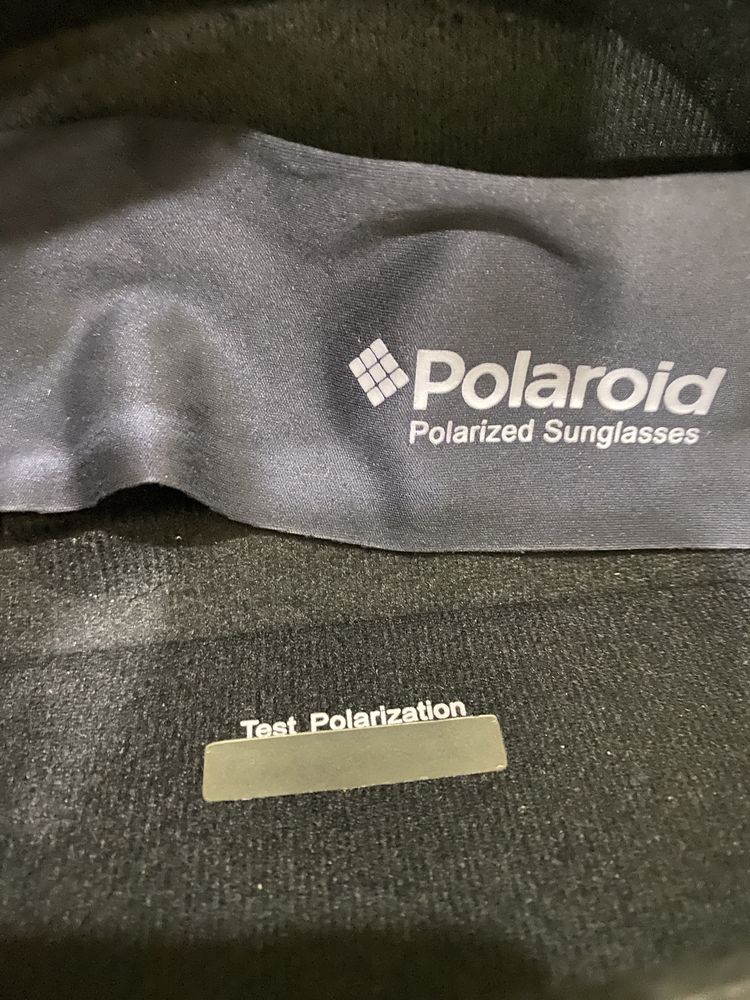 Polaroid
Polarized Sunglasses
Test Polarization